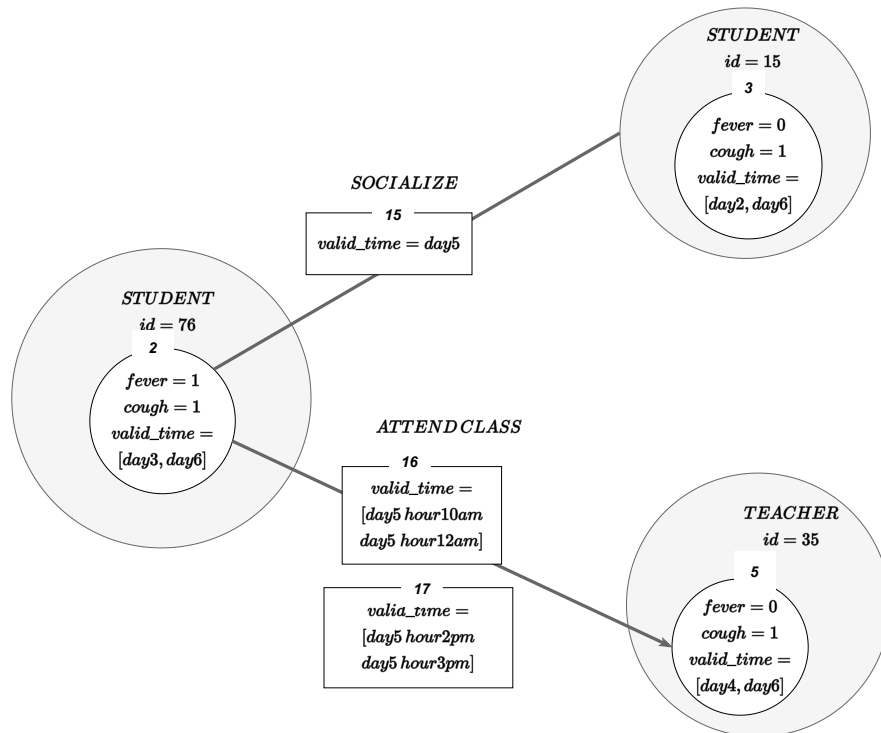 STUDENT
id = 15
3
fever = 0
cough = 1
valid_time =
[day2, day6]
SOCIALIZE
15
valid_time = day5
STUDENT
id = 76
2
fever = 1
cough = 1
valid_time =
[day3, day6]
ATTEND CLASS
16
valid_time =
[day5 hour10am
day5 hour12am]
17
valia_time =
[day5 hour2pm
day5 hour3pm]
TEACHER
id = 35
5
fever = 0
cough = 1
valid_time =
[day4, day6]